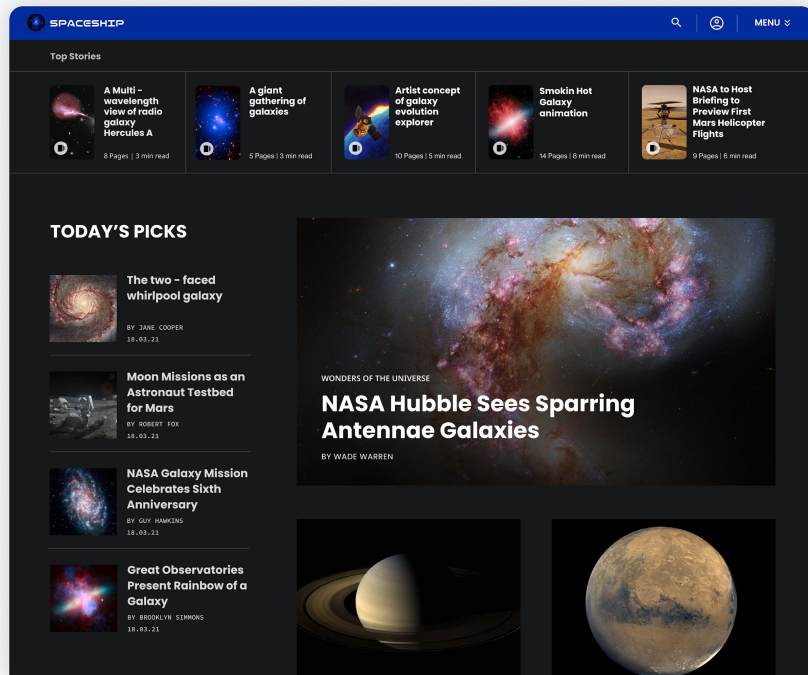 SPACESHIP
MENU
Top Stories
A Multi -
wavelength
view of radio
galaxy
Hercules A
8 Pages | 3 min read
A giant
gathering of
galaxies
5 Pages | 3 min read
Artist concept
of galaxy
evolution
explorer
10 Pages | 5 min read
Smokin Hot
Galaxy
animation
14 Pages | 8 min read
NASA to Host
Briefing to
Preview First
Mars Helicopter
Flights
9 Pages | 6 min read
TODAY’S PICKS
The two - faced
whirlpool galaxy
BY JANE COOPER
18.03.21
Moon Missions as an
Astronaut Testbed
for Mars
BY ROBERT FOX
18.03.21
NASA Galaxy Mission
Celebrates Sixth
Anniversary
BY GUY HAWKINS
18.03.21
Great Observatories
Present Rainbow of a
Galaxy
BY BROOKLYN SIMMONS
18.03.21
WONDERS OF THE UNIVERSE
NASA Hubble Sees Sparring
Antennae Galaxies
BY WADE WARREN